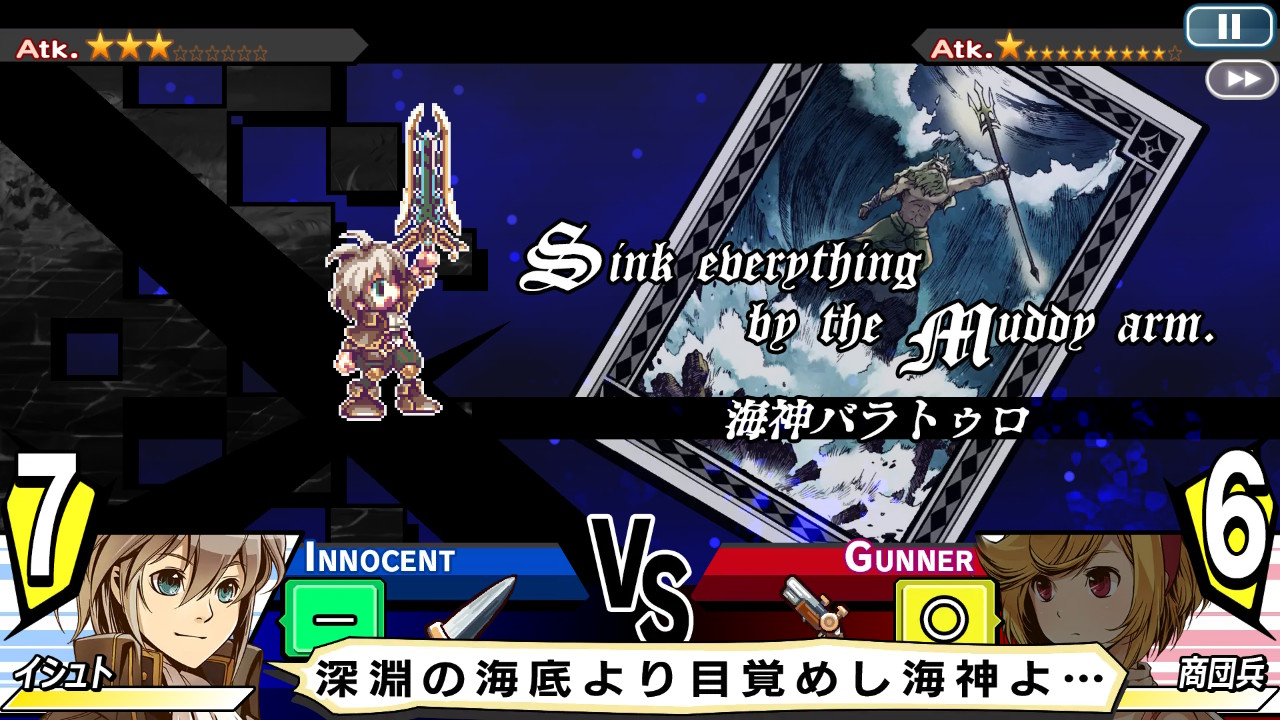 Atk.
Atk.
Sink everything
by the Muddy arm.
海神バラトゥロ
7
6
INNOCENT
VS
GUNNER
イシュト
商団兵
深淵の海底より目覚めし海神よ…